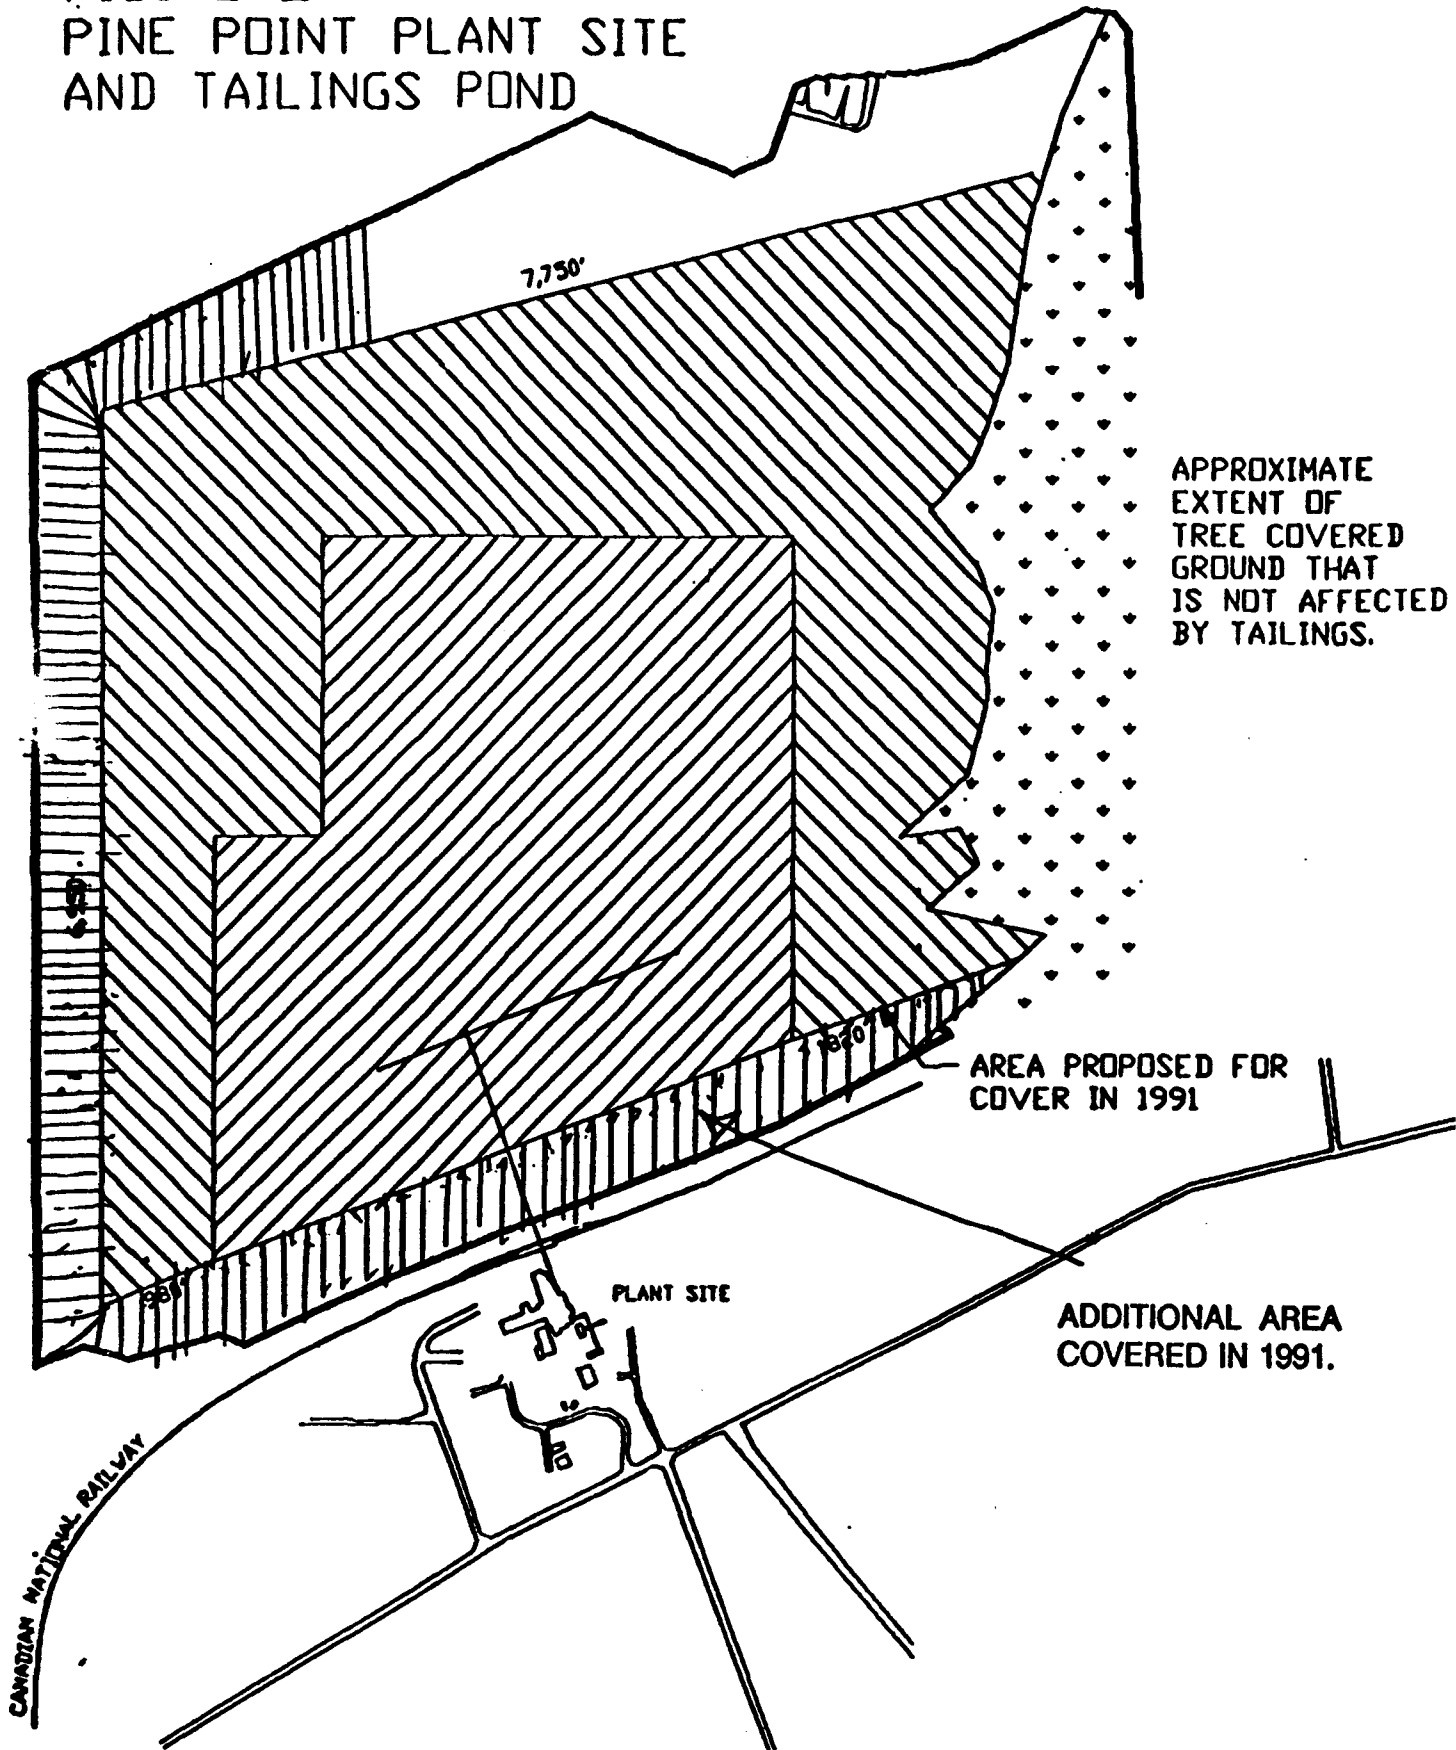 PINE POINT PLANT SITE
AND TAILINGS POND
7,750'
APPROXIMATE
EXTENT OF
TREE COVERED
GROUND THAT
IS NOT AFFECTED
BY TAILINGS.
1820'
AREA PROPOSED FOR
COVER IN 1991
PLANT SITE
ADDITIONAL AREA
COVERED IN 1991.
CANADIAN NATIONAL RAILWAY